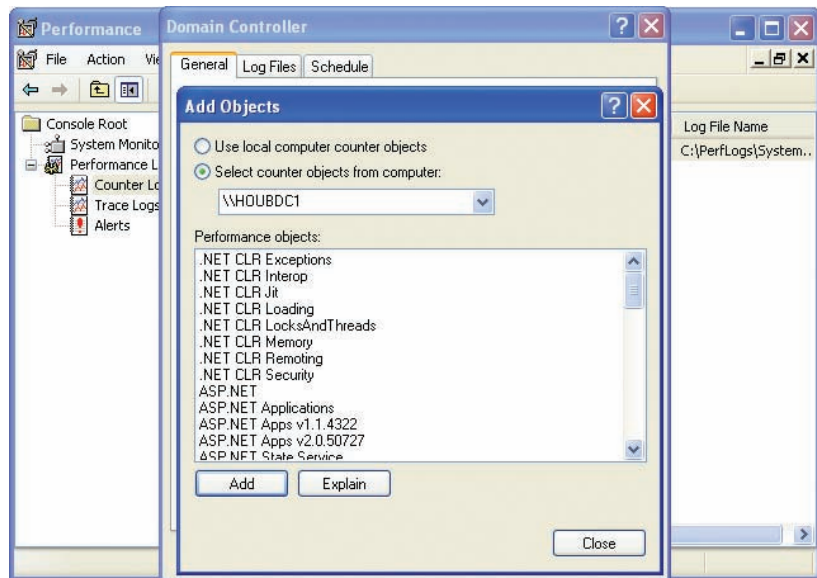 Performance
File Action Vi
Console Root
System Monito
Performance L
Counter Lo
Trace Logs
Alerts
Domain Controller
General Log Files Schedule
Add Objects
Use local computer counter objects
Select counter objects from computer:
\\HOUBDC1
Performance objects:
.NET CLR Exceptions
.NET CLR Interop
.NET CLR Jit
.NET CLR Loading
.NET CLR LocksAndThreads
.NET CLR Memory
.NET CLR Remoting
.NET CLR Security
ASP.NET
ASP.NET Applications
ASP.NET Apps v1.1.4322
ASP.NET Apps v2.0.50727
ASP.NET State Service
Add Explain
Close
Log File Name
C:\PerfLogs\System..